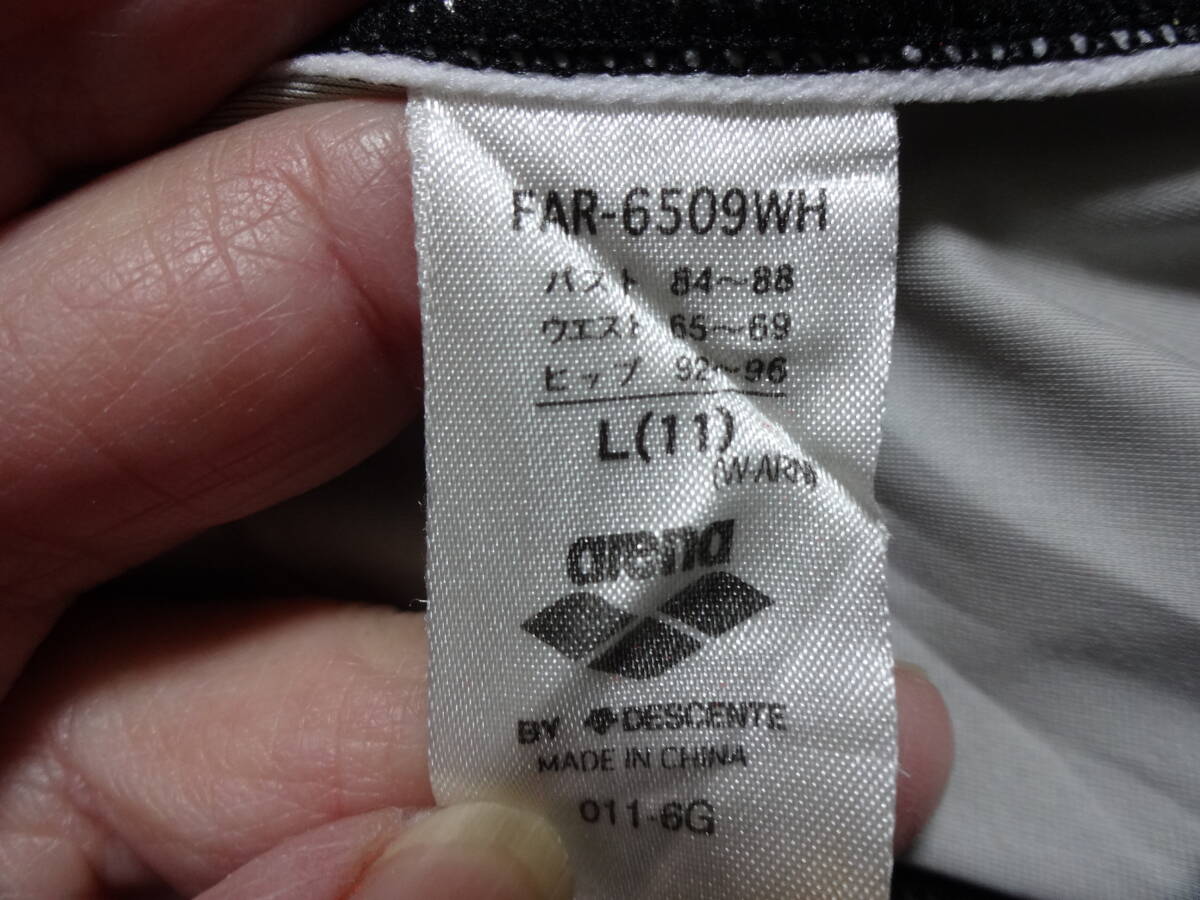 FAR-6509WH
バスト 84～88
ウエスト 65～69
ヒップ 92～96
L(11)
(W-ARN)
arena
BY DESCENTE
MADE IN CHINA
011-6G